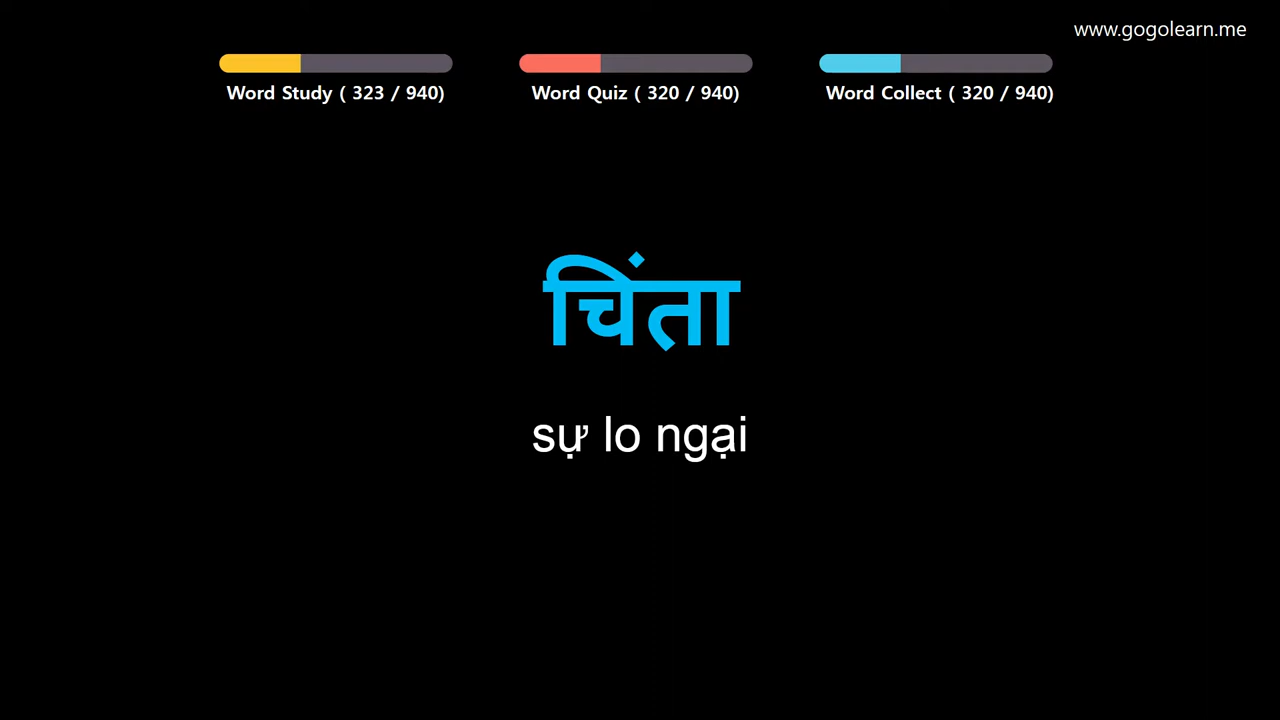 www.gogolearn.me
Word Study ( 323 / 940)
Word Quiz ( 320 / 940)
Word Collect ( 320 / 940)
चिंता
sự lo ngại